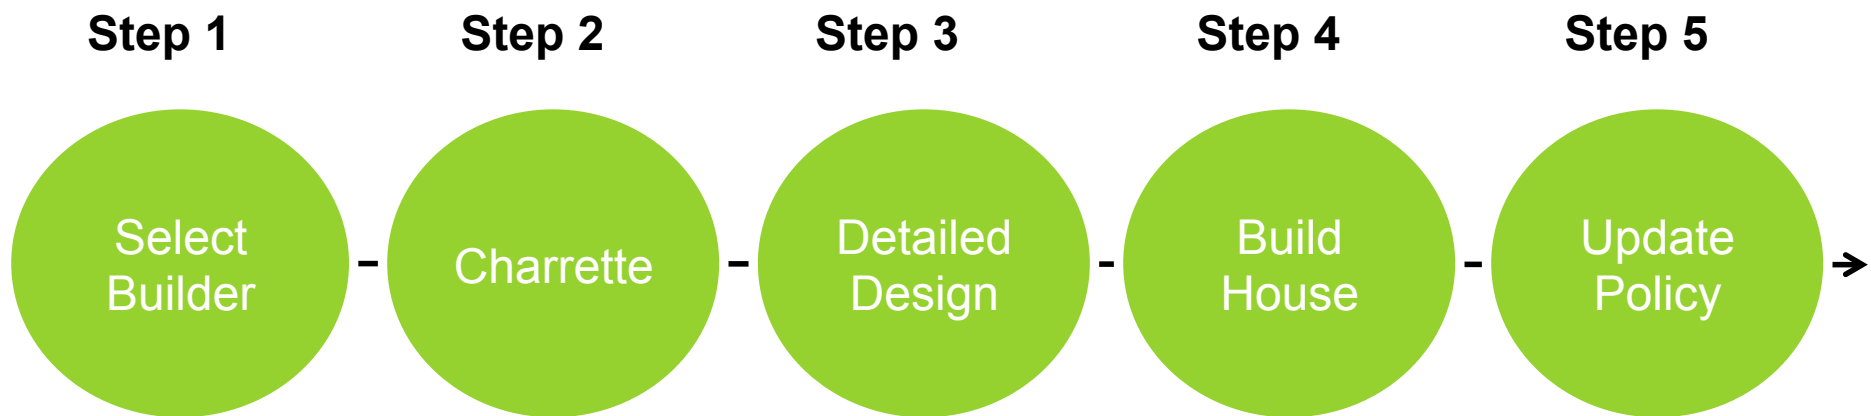 Step 1
Step 2
Step 3
Step 4
Step 5
Select
Builder
Charrette
Detailed
Design
Build
House
Update
Policy